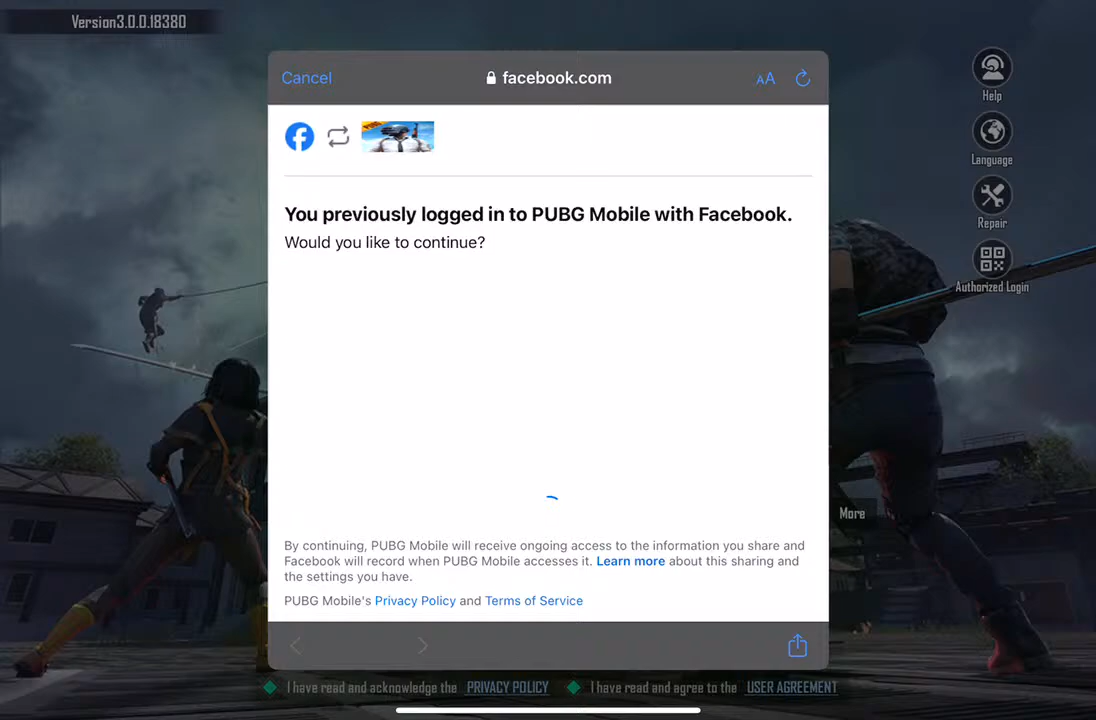 Version3.0.0.18380
Cancel
facebook.com
AA
Help
Language
Repair
Authorized Login
You previously logged in to PUBG Mobile with Facebook.
Would you like to continue?
More
By continuing, PUBG Mobile will receive ongoing access to the information you share and
Facebook will record when PUBG Mobile accesses it. Learn more about this sharing and
the settings you have.
PUBG Mobile's Privacy Policy and Terms of Service
I have read and acknowledge the PRIVACY POLICY I have read and agree to the USER AGREEMENT